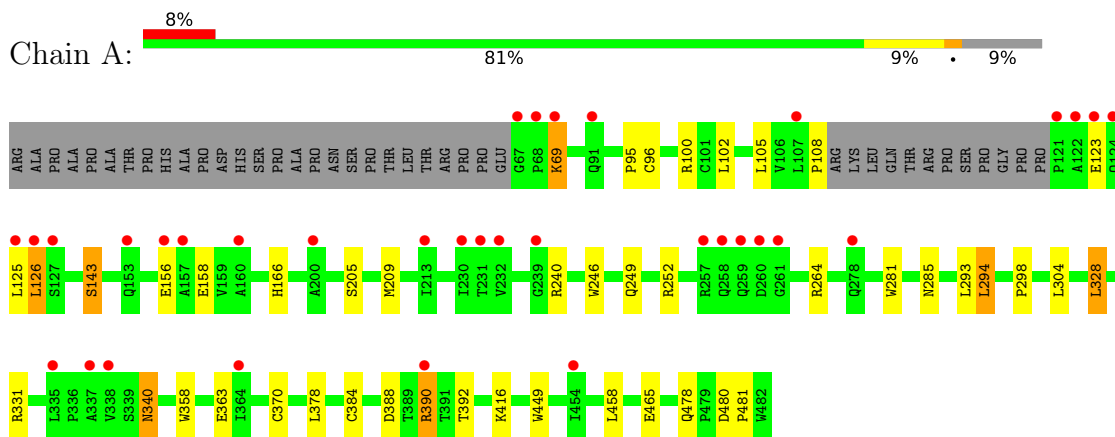 8%
Chain A:
81% 9% • 9%
ARG ALA PRO ALA PRO ALA THR PRO HIS ALA PRO ASP HIS SER PRO ALA PRO ASN SER PRO THR LEU THR ARG PRO PRO GLU G67 P68 K69 Q91 P95 C96 R100 C101 L102 L105 V106 L107 P108 ARG LYS LEU GLN THR ARG PRO SER PRO GLY PRO PRO P121 A122 E123 Q124
L125 L126 S127 S143 Q153 E156 A157 E158 V159 A160 H166 A200 S205 M209 I213 I230 T231 V232 G239 R240 W246 Q249 R252 R257 Q258 Q259 D260 G261 R264 Q278 W281 N285 L293 L294 P298 L304 L328
R331 L335 P336 A337 V338 S339 N340 W358 E363 I364 C370 L378 C384 D388 T389 R390 T391 T392 K416 W449 I454 L458 E465 Q478 P479 D480 P481 W482